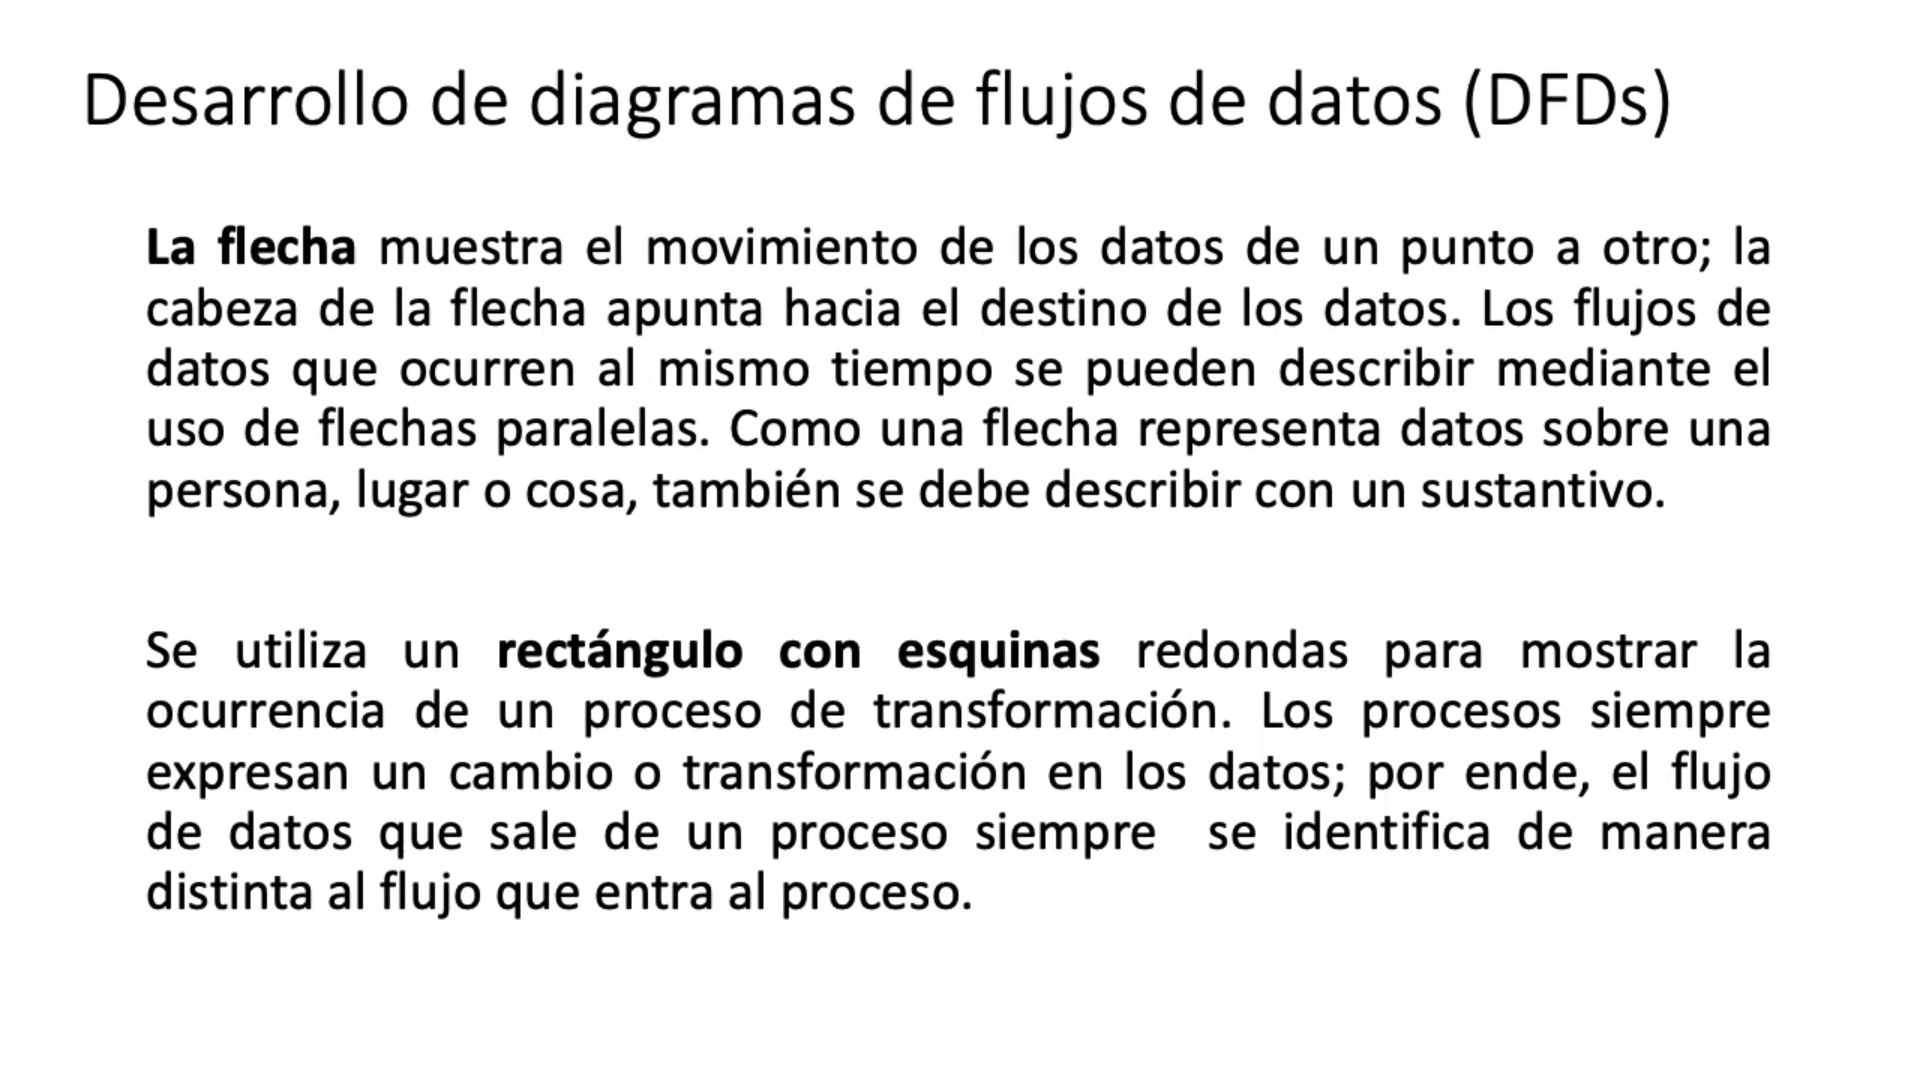 Desarrollo de diagramas de flujos de datos (DFDs)
La flecha muestra el movimiento de los datos de un punto a otro; la
cabeza de la flecha apunta hacia el destino de los datos. Los flujos de
datos que ocurren al mismo tiempo se pueden describir mediante el
uso de flechas paralelas. Como una flecha representa datos sobre una
persona, lugar o cosa, también se debe describir con un sustantivo.
Se utiliza un rectángulo con esquinas redondas para mostrar la
ocurrencia de un proceso de transformación. Los procesos siempre
expresan un cambio o transformación en los datos; por ende, el flujo
de datos que sale de un proceso siempre se identifica de manera
distinta al flujo que entra al proceso.